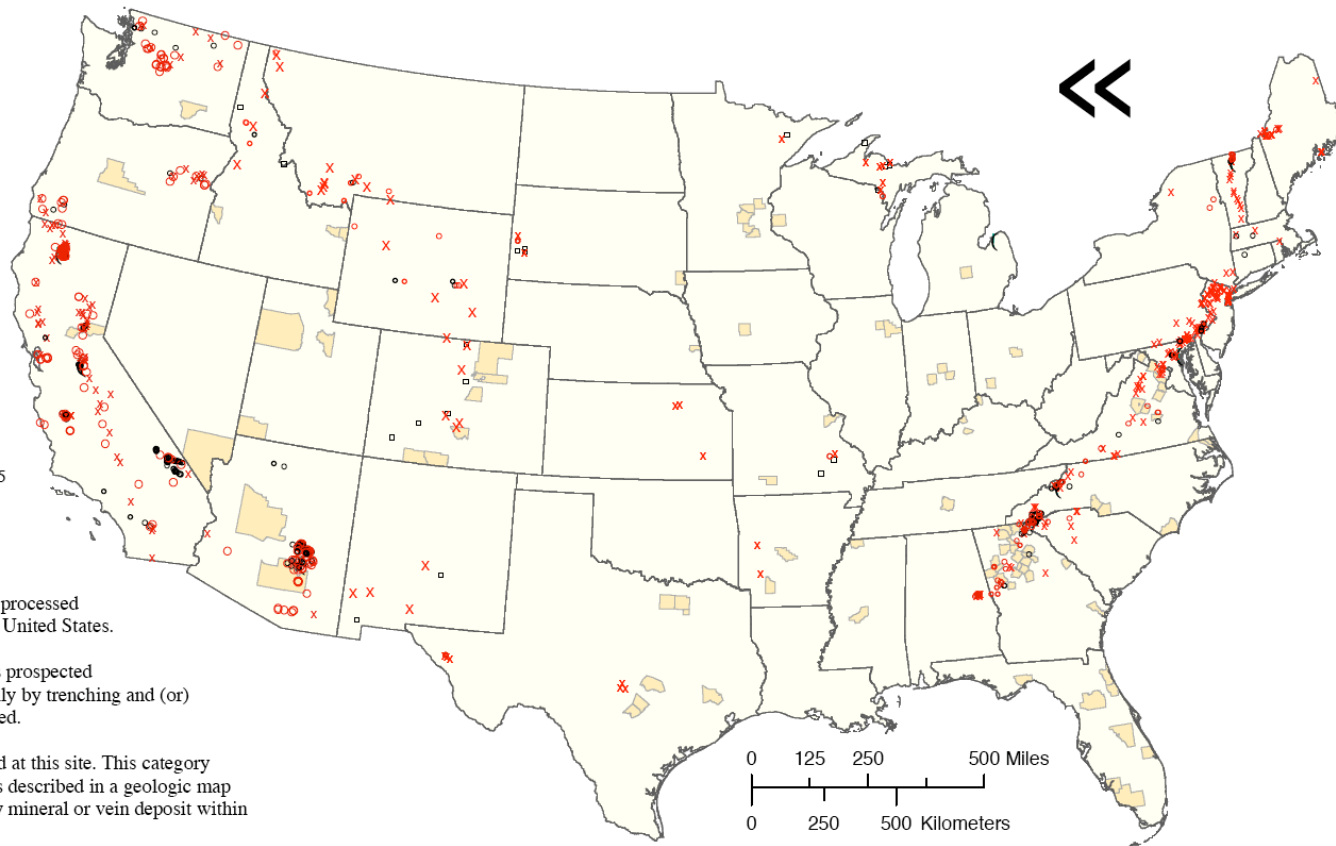 «
5
processed
United States.
prospected
ly by trenching and (or)
ed.
d at this site. This category
s described in a geologic map
y mineral or vein deposit within
0 125 250 500 Miles
0 250 500 Kilometers